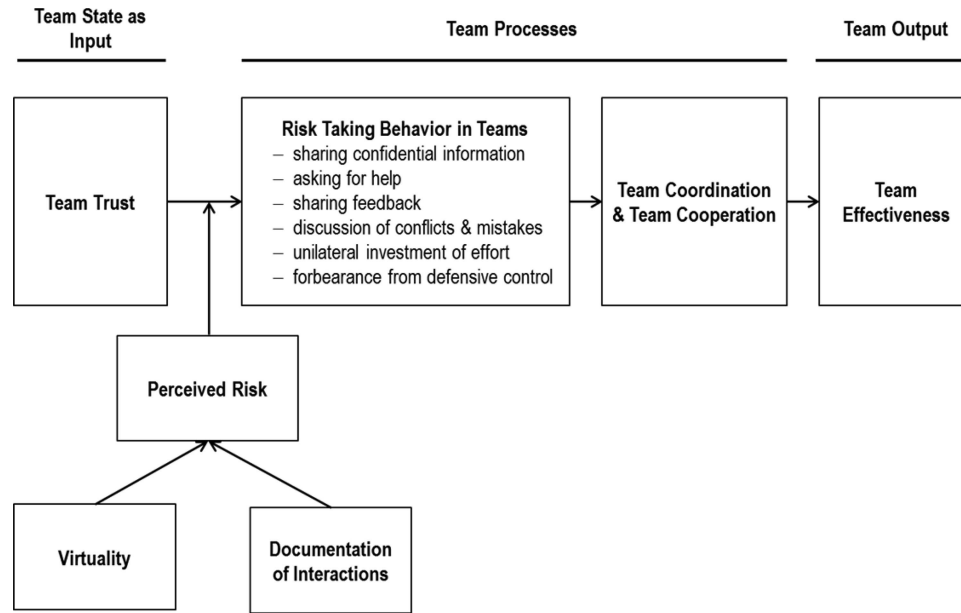 Team State as
Input
Team Processes
Team Output
Team Trust
Risk Taking Behavior in Teams
– sharing confidential information
– asking for help
– sharing feedback
– discussion of conflicts & mistakes
– unilateral investment of effort
– forbearance from defensive control
Team Coordination
& Team Cooperation
Team
Effectiveness
Perceived Risk
Virtuality
Documentation
of Interactions